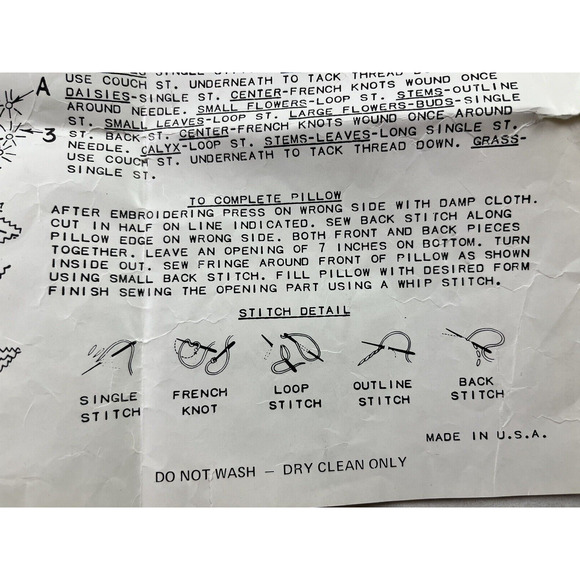 A
3
USE COUCH ST. UNDERNEATH TO TACK THREAD
DAISIES-SINGLE ST. CENTER-FRENCH KNOTS WOUND ONCE
AROUND NEEDLE. SMALL FLOWERS-LOOP ST. STEMS-OUTLINE
ST. SMALL LEAVES-LOOP ST. LARGE FLOWERS-BUDS-SINGLE
ST. BACK-ST. CENTER-FRENCH KNOTS WOUND ONCE AROUND
NEEDLE. CALYX-LOOP ST. STEMS-LEAVES-LONG SINGLE ST.
USE COUCH ST. UNDERNEATH TO TACK THREAD DOWN. GRASS-
SINGLE ST.
TO COMPLETE PILLOW
AFTER EMBROIDERING PRESS ON WRONG SIDE WITH DAMP CLOTH.
CUT IN HALF ON LINE INDICATED. SEW BACK STITCH ALONG
PILLOW EDGE ON WRONG SIDE. BOTH FRONT AND BACK PIECES
TOGETHER. LEAVE AN OPENING OF 7 INCHES ON BOTTOM. TURN
INSIDE OUT. SEW FRINGE AROUND FRONT OF PILLOW AS SHOWN
USING SMALL BACK STITCH. FILL PILLOW WITH DESIRED FORM
FINISH SEWING THE OPENING PART USING A WHIP STITCH.
STITCH DETAIL
SINGLE STITCH
FRENCH KNOT
LOOP STITCH
OUTLINE STITCH
BACK STITCH
MADE IN U.S.A.
DO NOT WASH – DRY CLEAN ONLY